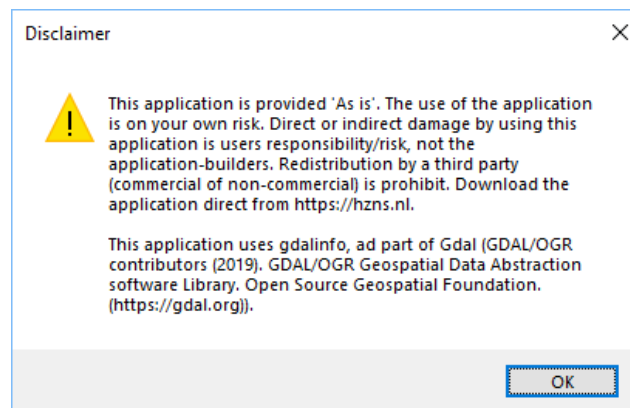 Disclaimer
This application is provided 'As is'. The use of the application
is on your own risk. Direct or indirect damage by using this
application is users responsibility/risk, not the
application-builders. Redistribution by a third party
(commercial of non-commercial) is prohibit. Download the
application direct from https://hzns.nl.
This application uses gdalinfo, ad part of Gdal (GDAL/OGR
contributors (2019). GDAL/OGR Geospatial Data Abstraction
software Library. Open Source Geospatial Foundation.
(https://gdal.org)).
OK